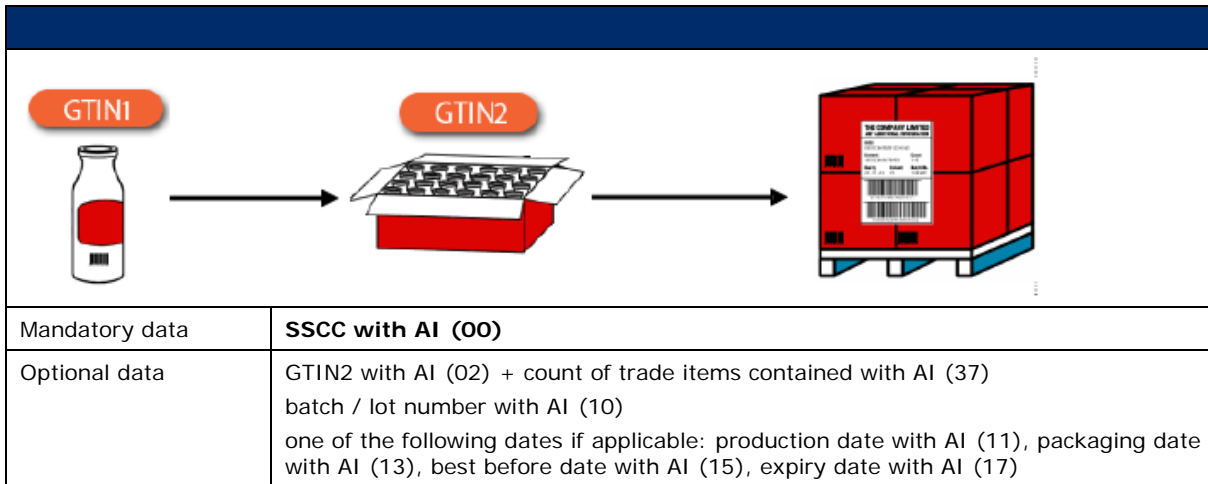 GTIN1
GTIN2
THE COMPANY LIMITED
Mandatory data
SSCC with AI (00)
Optional data
GTIN2 with AI (02) + count of trade items contained with AI (37)
batch / lot number with AI (10)
one of the following dates if applicable: production date with AI (11), packaging date
with AI (13), best before date with AI (15), expiry date with AI (17)